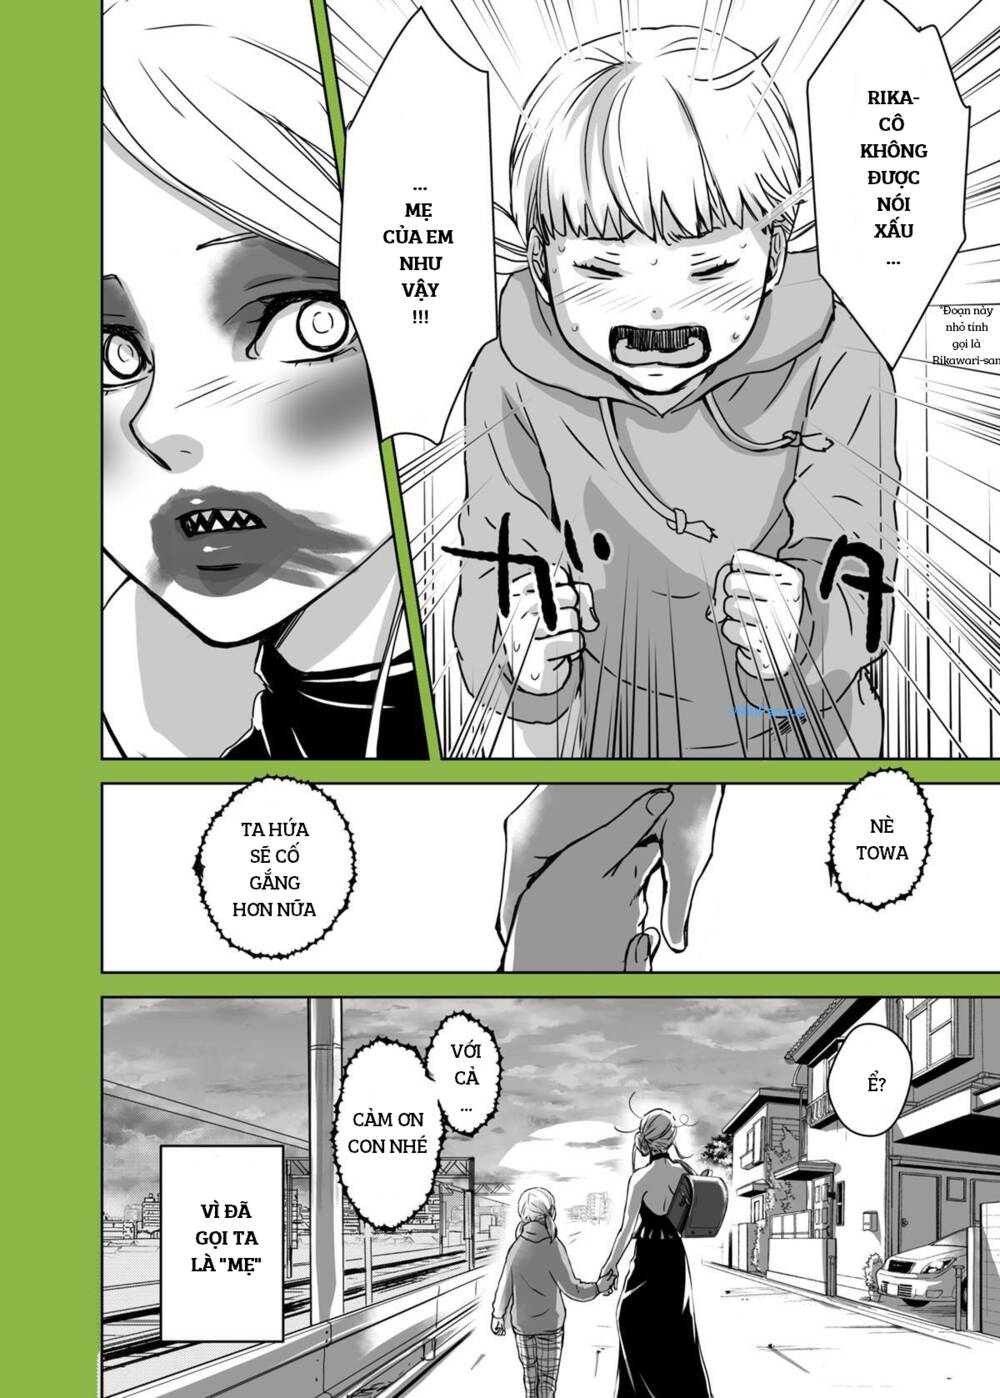 RIKA-
CÔ
KHÔNG
ĐƯỢC
NÓI
XẤU
...
*Đoạn này
nhỏ tính
gọi là
Rikawari-san
...
MẸ
CỦA EM
NHƯ
VẬY
!!!
ガタ
NÈ
TOWA
TA HỨA
SẼ CỐ
GẮNG
HƠN NỮA
Ể?
VỚI
CẢ
...
CẢM ƠN
CON NHÉ
VÌ ĐÃ
GỌI TA
LÀ "MẸ"